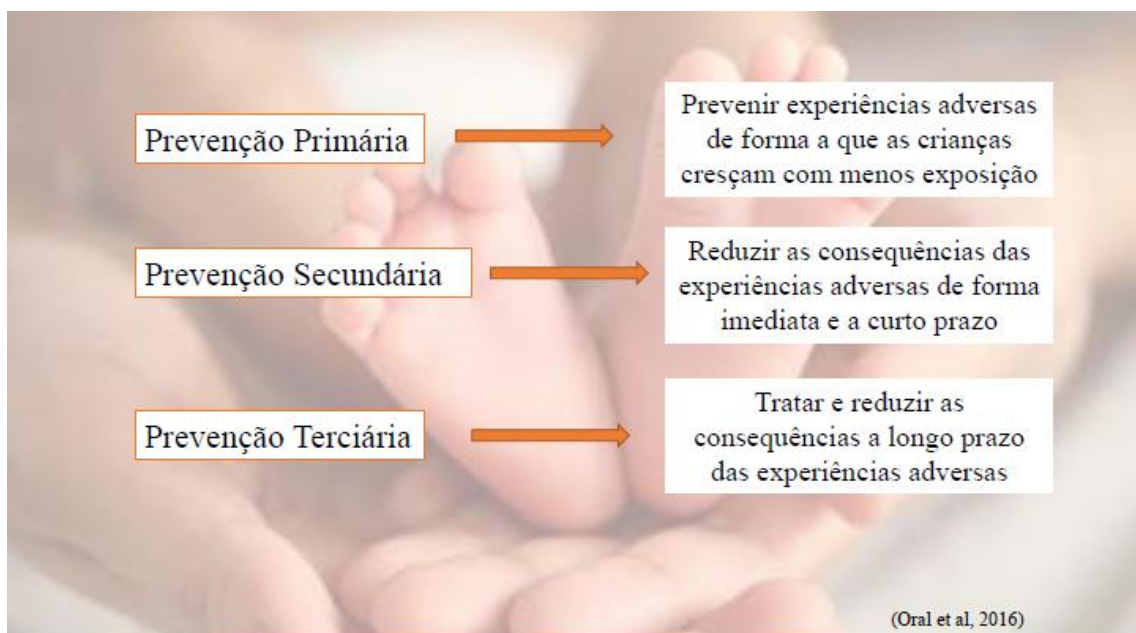 Prevenção Primária
Prevenir experiências adversas
de forma a que as crianças
cresçam com menos exposição
Prevenção Secundária
Reduzir as consequências das
experiências adversas de forma
imediata e a curto prazo
Prevenção Terciária
Tratar e reduzir as
consequências a longo prazo
das experiências adversas
(Oral et al, 2016)